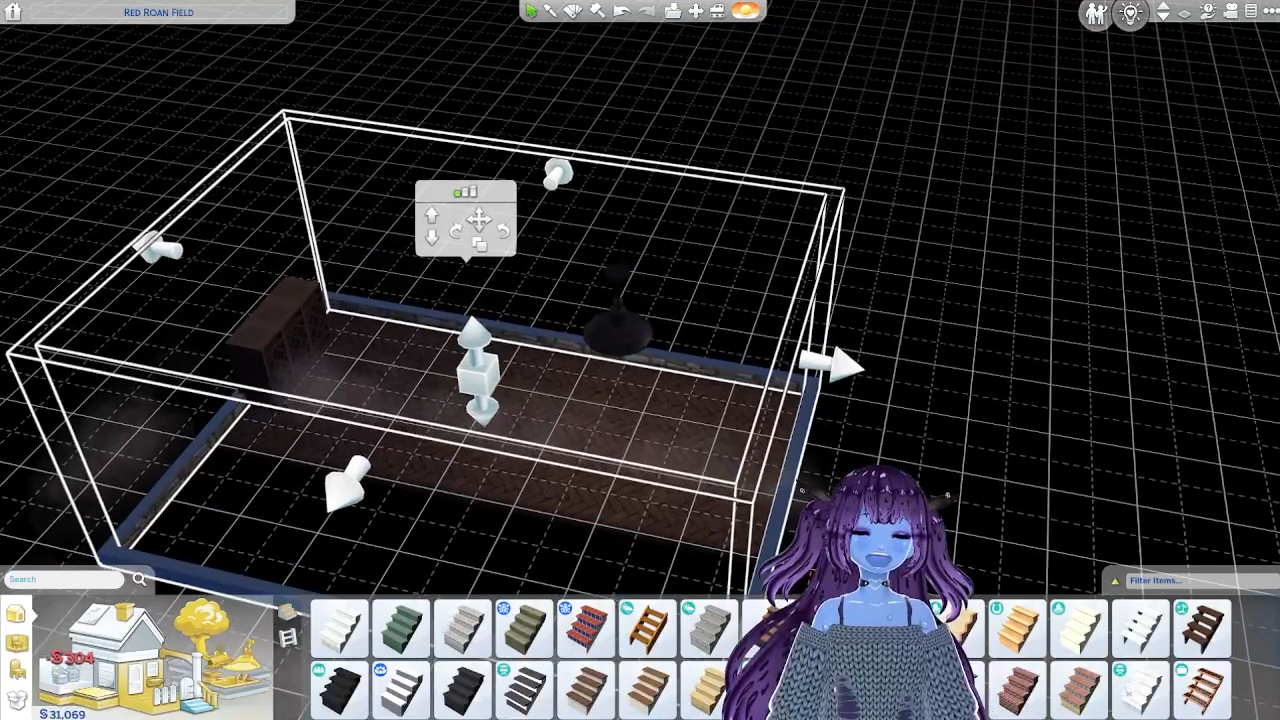 RED ROAN FIELD
Search
Filter Items...
-§304
§31,069